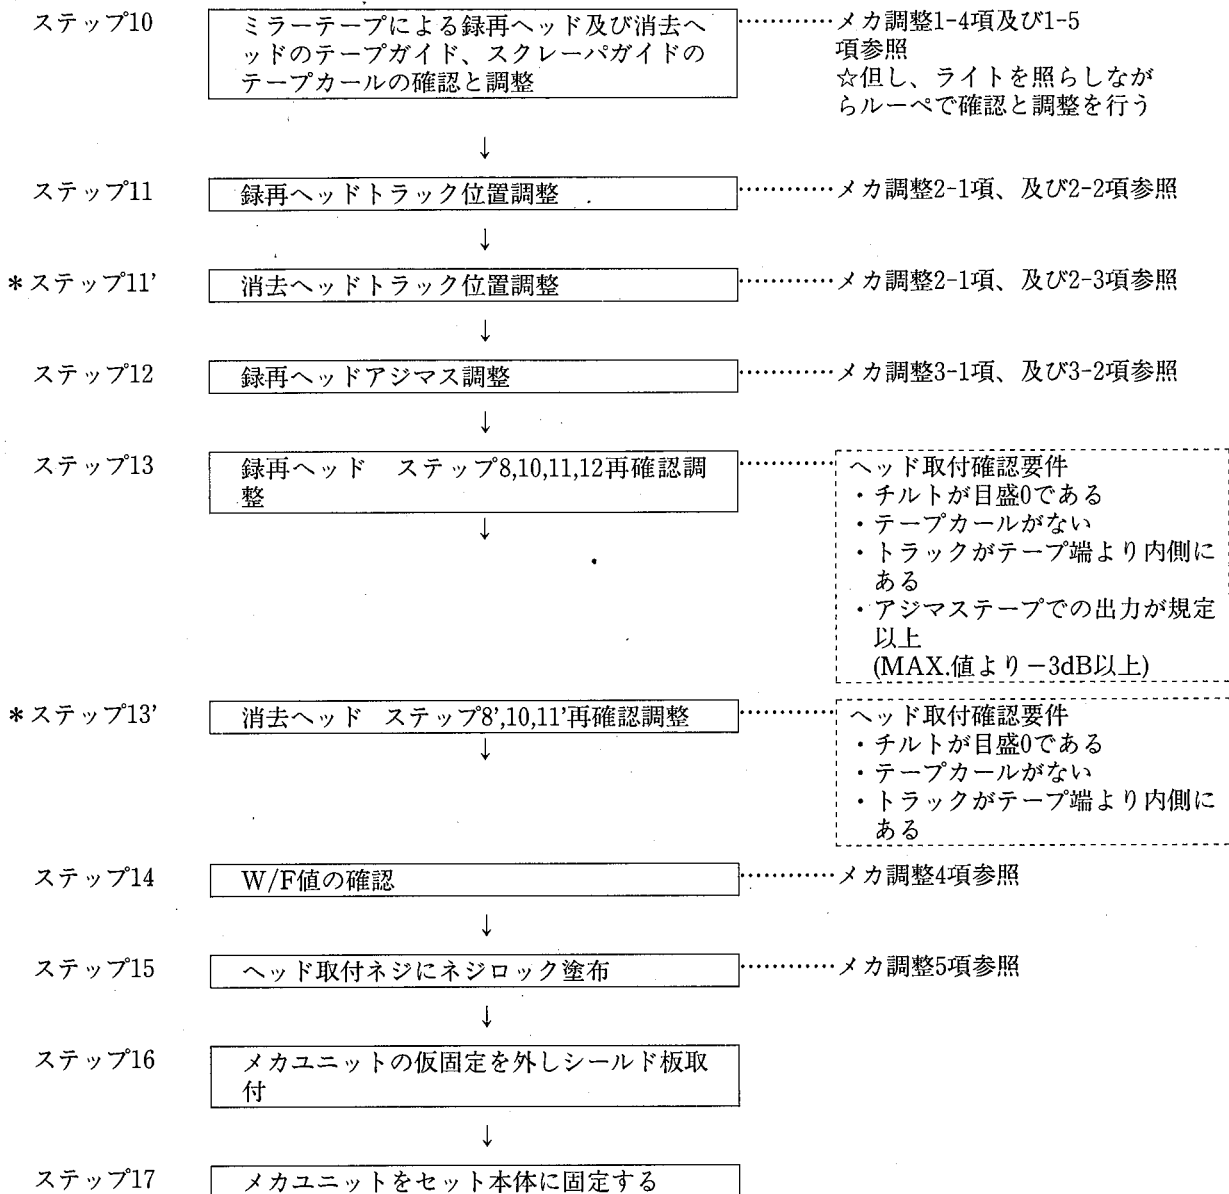 ステップ10
ミラーテープによる録再ヘッド及び消去ヘ
ッドのテープガイド、スクレーパガイドの
テープカールの確認と調整
…………メカ調整1-4項及び1-5
項参照
☆但し、ライトを照らしなが
らルーペで確認と調整を行う
↓
ステップ11
録再ヘッドトラック位置調整
…………メカ調整2-1項、及び2-2項参照
↓
*ステップ11'
消去ヘッドトラック位置調整
…………メカ調整2-1項、及び2-3項参照
↓
ステップ12
録再ヘッドアジマス調整
…………メカ調整3-1項、及び3-2項参照
↓
ステップ13
録再ヘッド ステップ8,10,11,12再確認調
整
…………
ヘッド取付確認要件
・チルトが目盛0である
・テープカールがない
・トラックがテープ端より内側に
ある
・アジマステープでの出力が規定
以上
(MAX.値より−3dB以上)
↓
*ステップ13'
消去ヘッド ステップ8',10,11'再確認調整
…………
ヘッド取付確認要件
・チルトが目盛0である
・テープカールがない
・トラックがテープ端より内側に
ある
↓
ステップ14
W/F値の確認
…………メカ調整4項参照
↓
ステップ15
ヘッド取付ネジにネジロック塗布
…………メカ調整5項参照
↓
ステップ16
メカユニットの仮固定を外しシールド板取
付
↓
ステップ17
メカユニットをセット本体に固定する